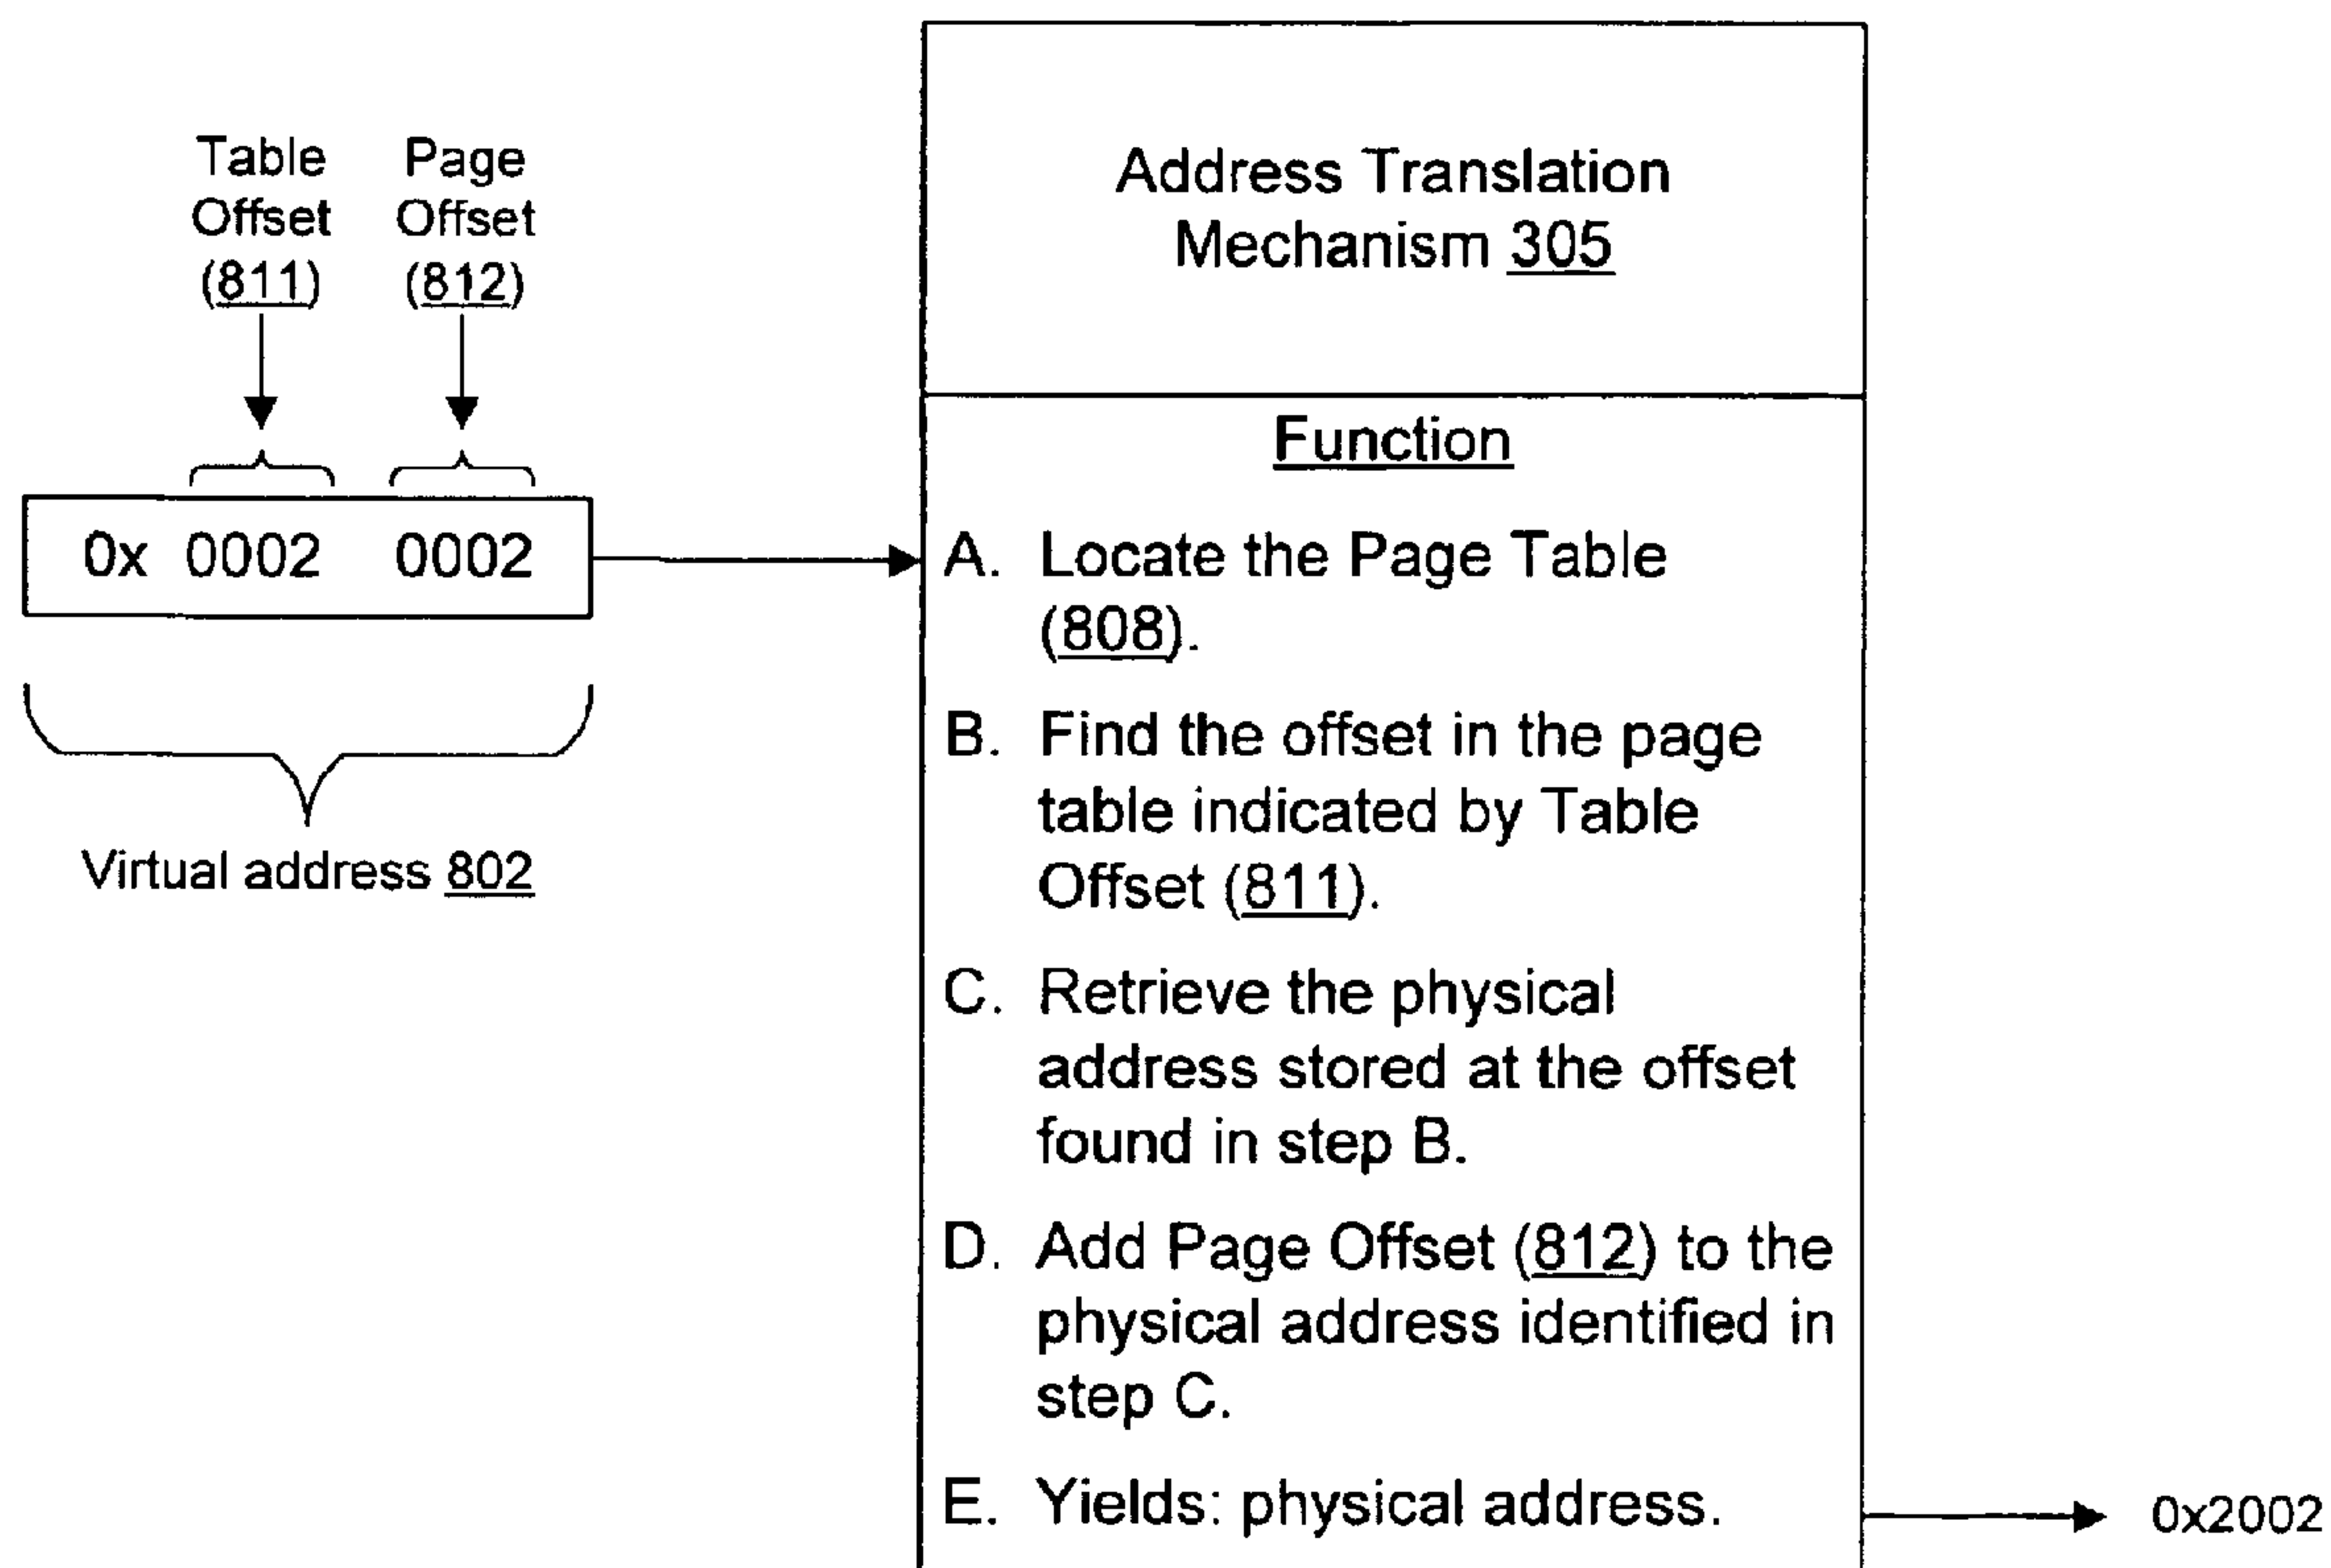 Table
Offset
(811)
Page
Offset
(812)
0x 0002 0002
Virtual address 802
Address Translation
Mechanism 305
Function
A. Locate the Page Table
(808).
B. Find the offset in the page
table indicated by Table
Offset (811).
C. Retrieve the physical
address stored at the offset
found in step B.
D. Add Page Offset (812) to the
physical address identified in
step C.
E. Yields: physical address.
0x2002